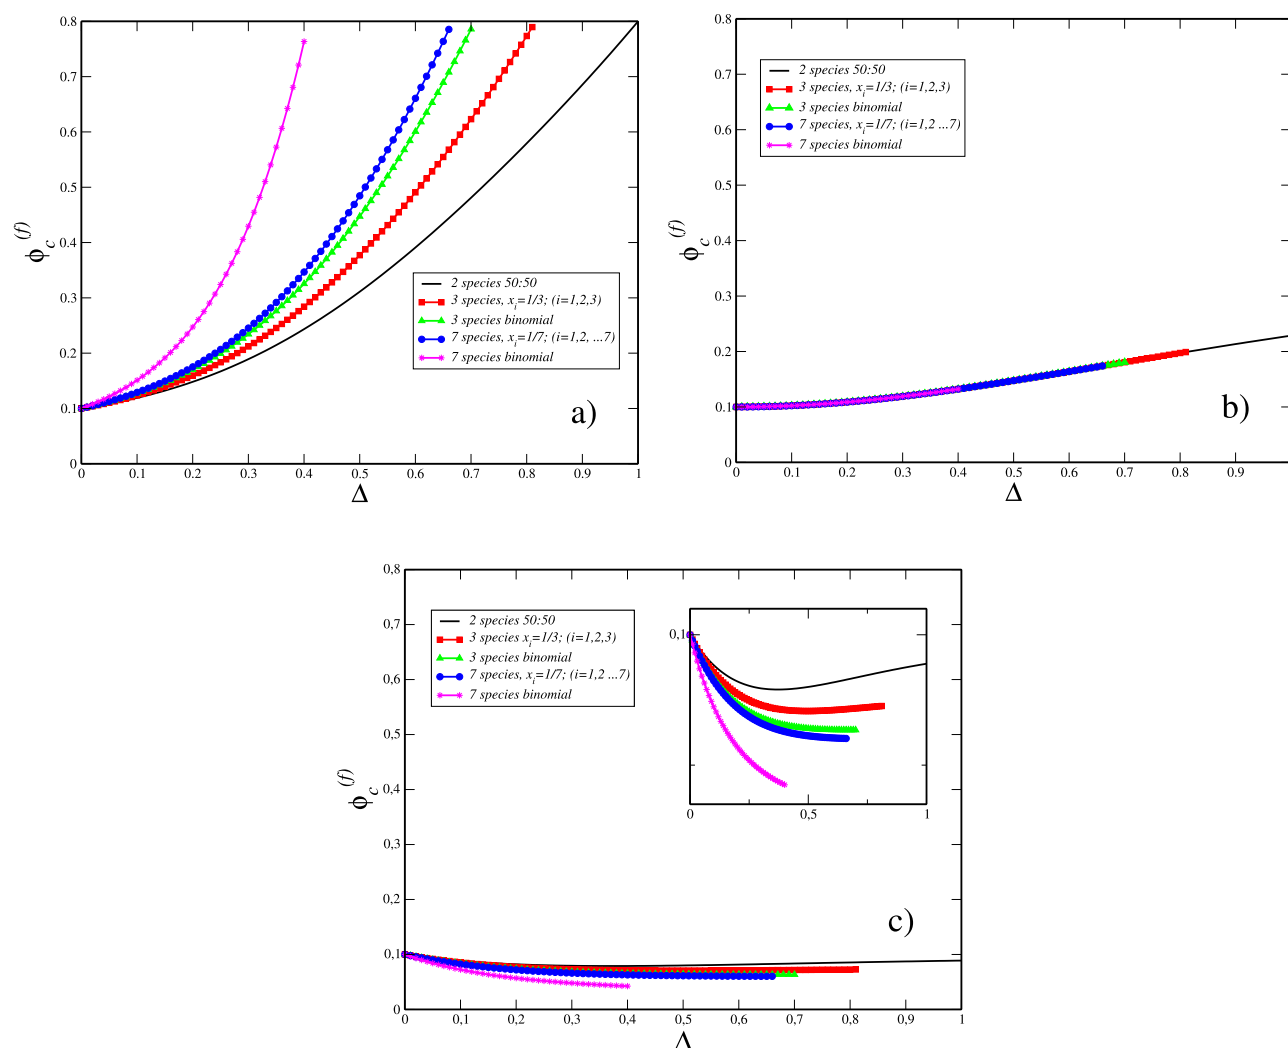 0.8
0.7
0.6
0.5
0.4
0.3
0.2
0.1
0
ϕc(f)
2 species 50:50
3 species, xi=1/3; (i=1,2,3)
3 species binomial
7 species, xi=1/7; (i=1,2, ...7)
7 species binomial
a)
0 0.1 0.2 0.3 0.4 0.5 0.6 0.7 0.8 0.9 1
Δ
0.8
0.7
0.6
0.5
0.4
0.3
0.2
0.1
0
ϕc(f)
2 species 50:50
3 species, xi=1/3; (i=1,2,3)
3 species binomial
7 species, xi=1/7; (i=1,2 ...7)
7 species binomial
b)
0 0.1 0.2 0.3 0.4 0.5 0.6 0.7 0.8 0.9
Δ
0,8
0,7
0,6
0,5
0,4
0,3
0,2
0,1
0
ϕc(f)
2 species 50:50
3 species xi=1/3; (i=1,2,3)
3 species binomial
7 species, xi=1/7; (i=1,2 ...7)
7 species binomial
0,1
0 0,5 1
c)
0 0,1 0,2 0,3 0,4 0,5 0,6 0,7 0,8 0,9 1
Δ